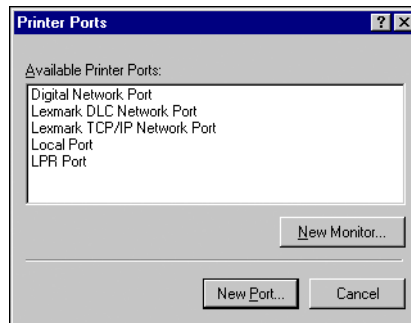 Printer Ports
Available Printer Ports:
Digital Network Port
Lexmark DLC Network Port
Lexmark TCP/IP Network Port
Local Port
LPR Port
New Monitor...
New Port... Cancel